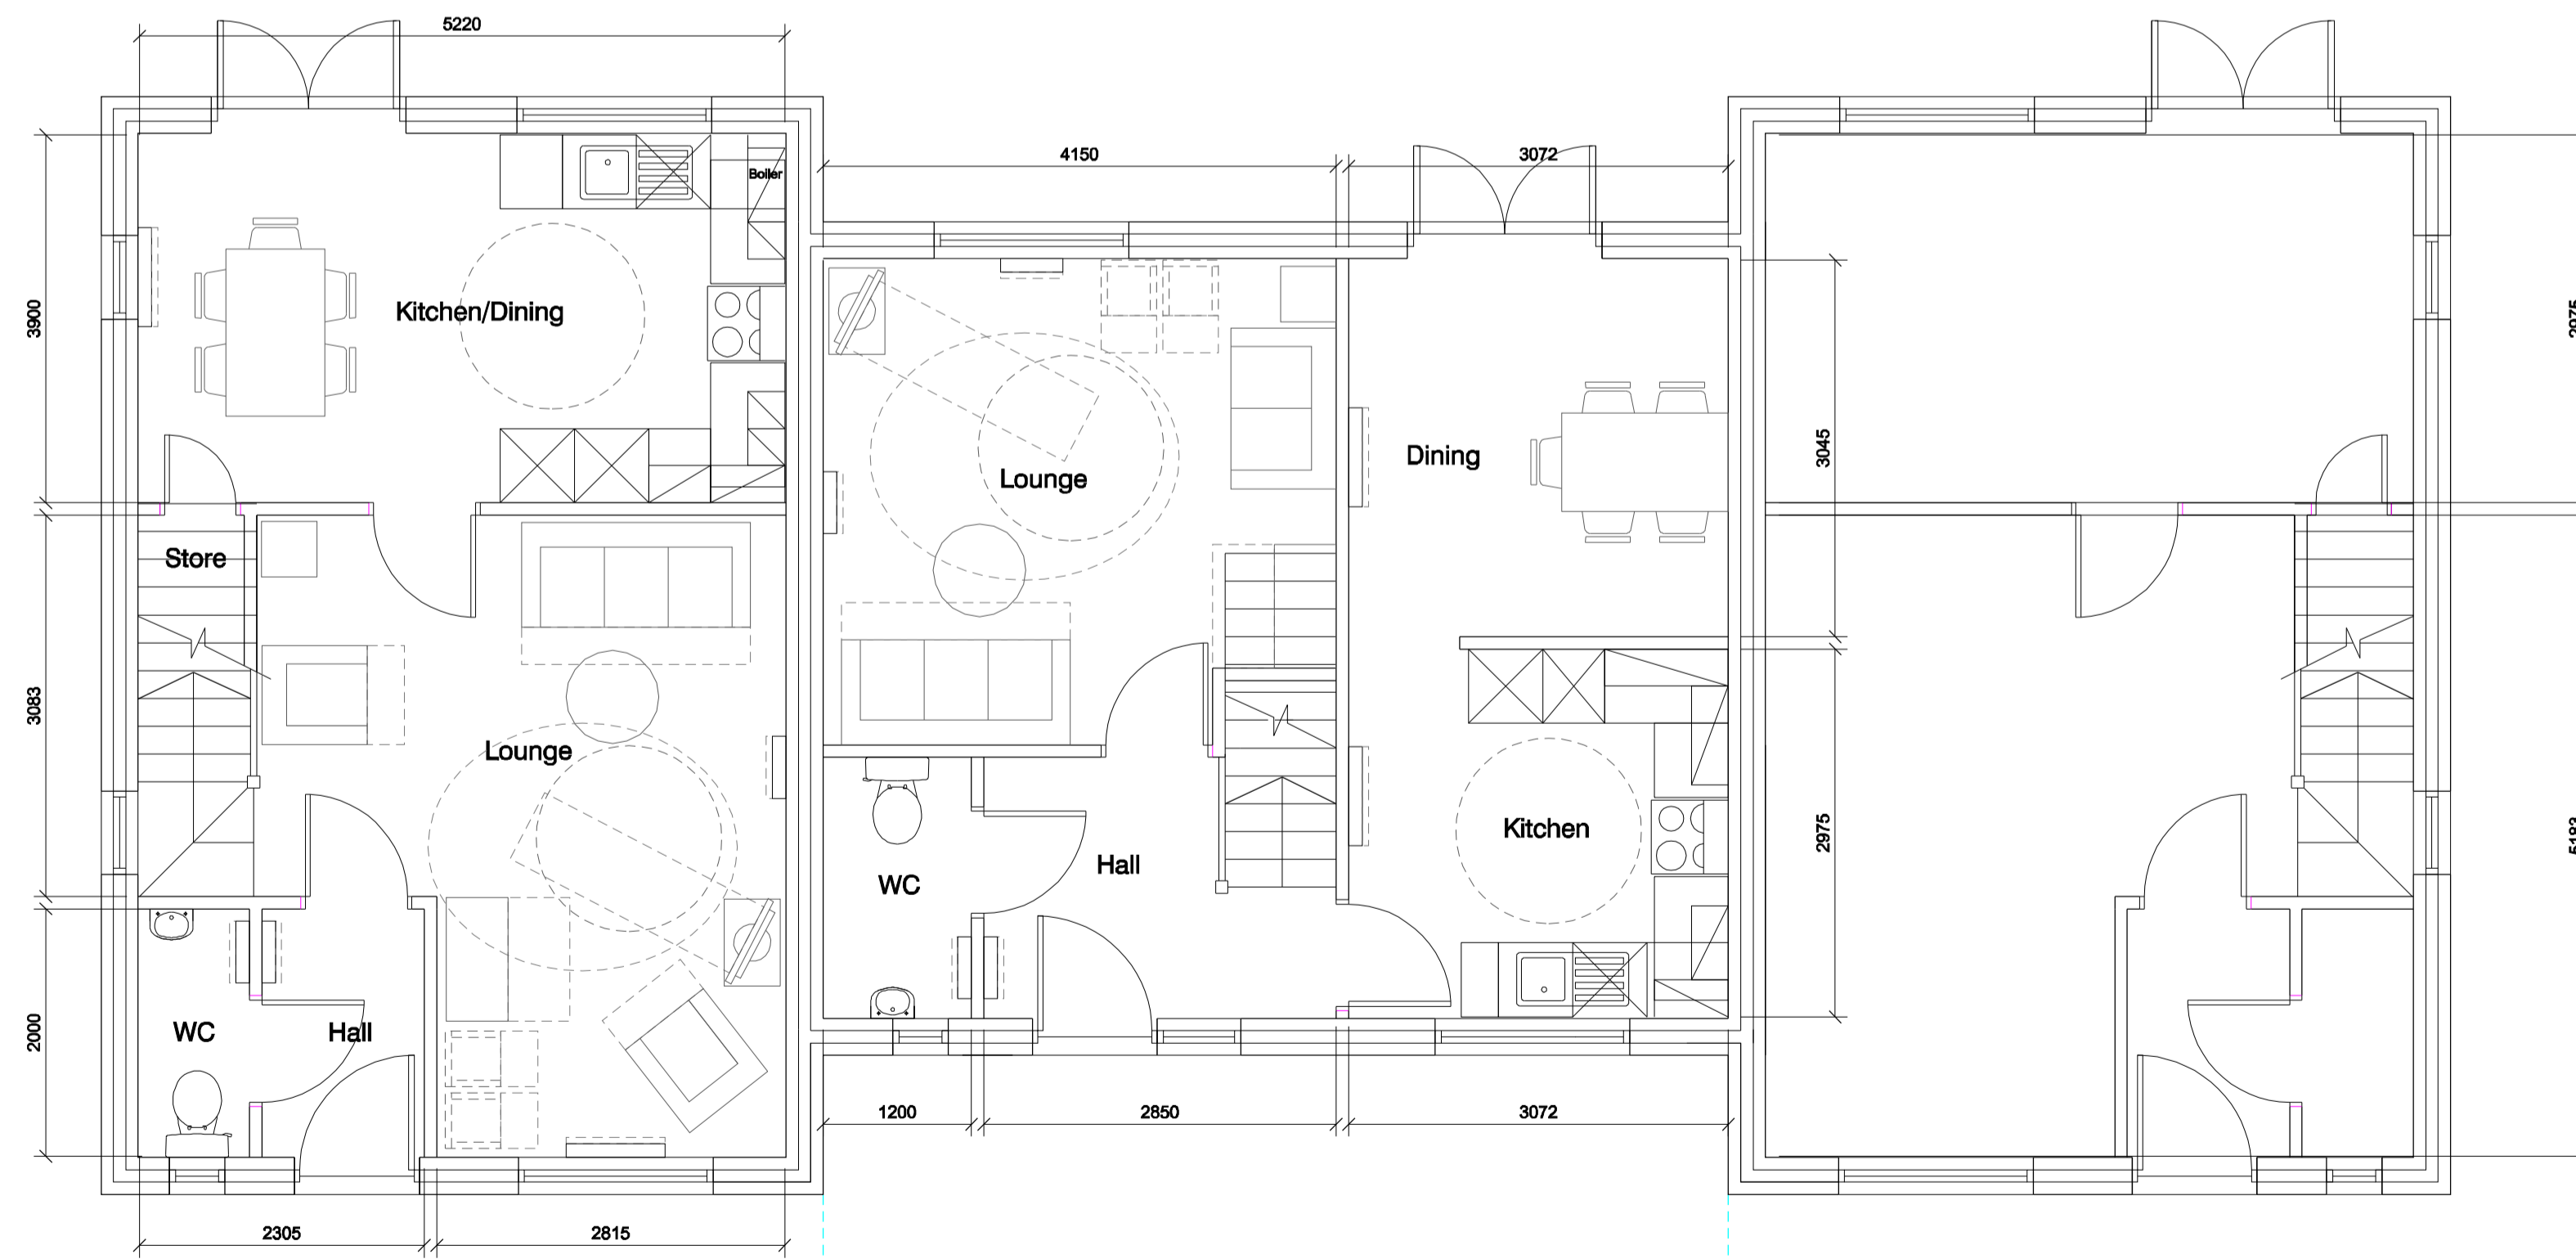 5220
4150
3072
Boiler
Kitchen/Dining
3900
Dining
3045
Lounge
Store
3083
Lounge
Kitchen
2975
Hall
WC
WC
Hall
2000
1200
2850
3072
2305
2815